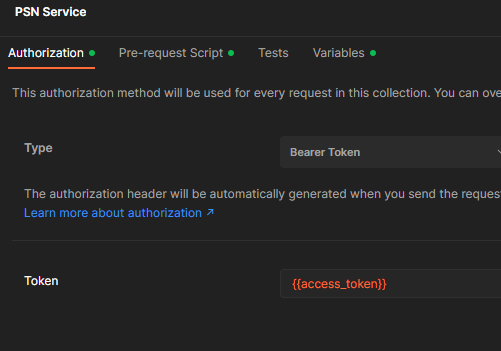 PSN Service
Authorization Pre-request Script Tests Variables
This authorization method will be used for every request in this collection. You can ove
Type
Bearer Token
The authorization header will be automatically generated when you send the request
Learn more about authorization ↗
Token
{{access_token}}